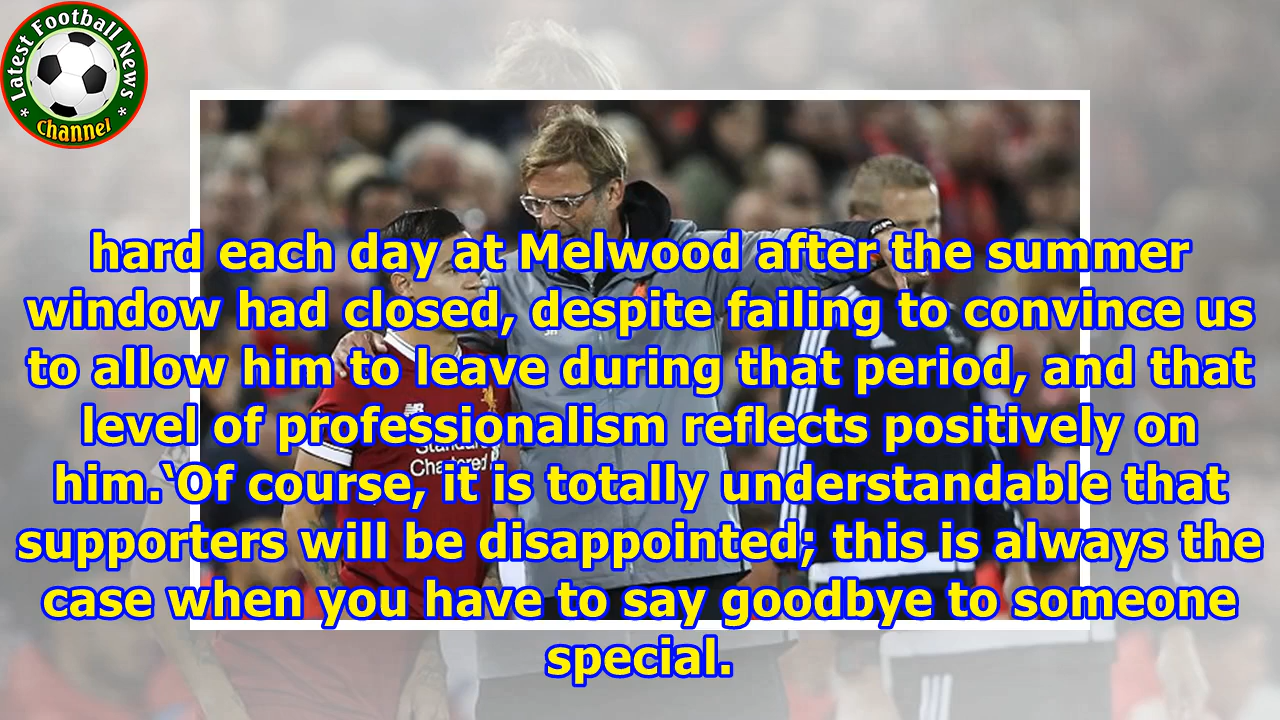 * Latest Football News *
Channel
hard each day at Melwood after the summer
window had closed, despite failing to convince us
to allow him to leave during that period, and that
level of professionalism reflects positively on
him.‘Of course, it is totally understandable that
supporters will be disappointed; this is always the
case when you have to say goodbye to someone
special.
Standard
Chartered